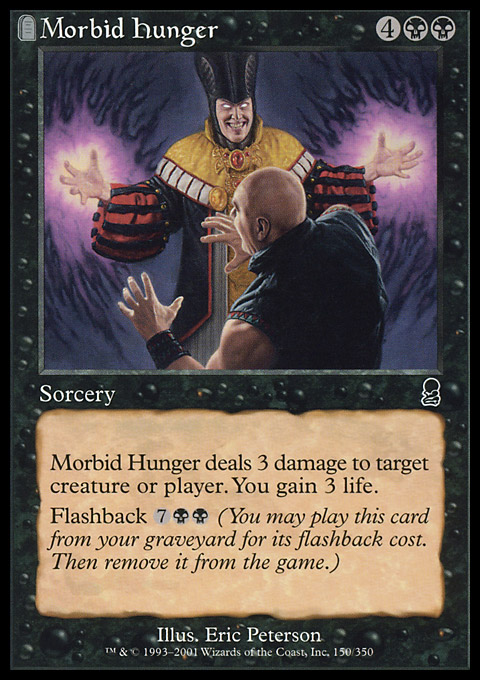 Morbid Hunger 4
Sorcery
Morbid Hunger deals 3 damage to target
creature or player. You gain 3 life.
Flashback 7 (You may play this card
from your graveyard for its flashback cost.
Then remove it from the game.)
Illus. Eric Peterson
™ & © 1993–2001 Wizards of the Coast, Inc. 150/350